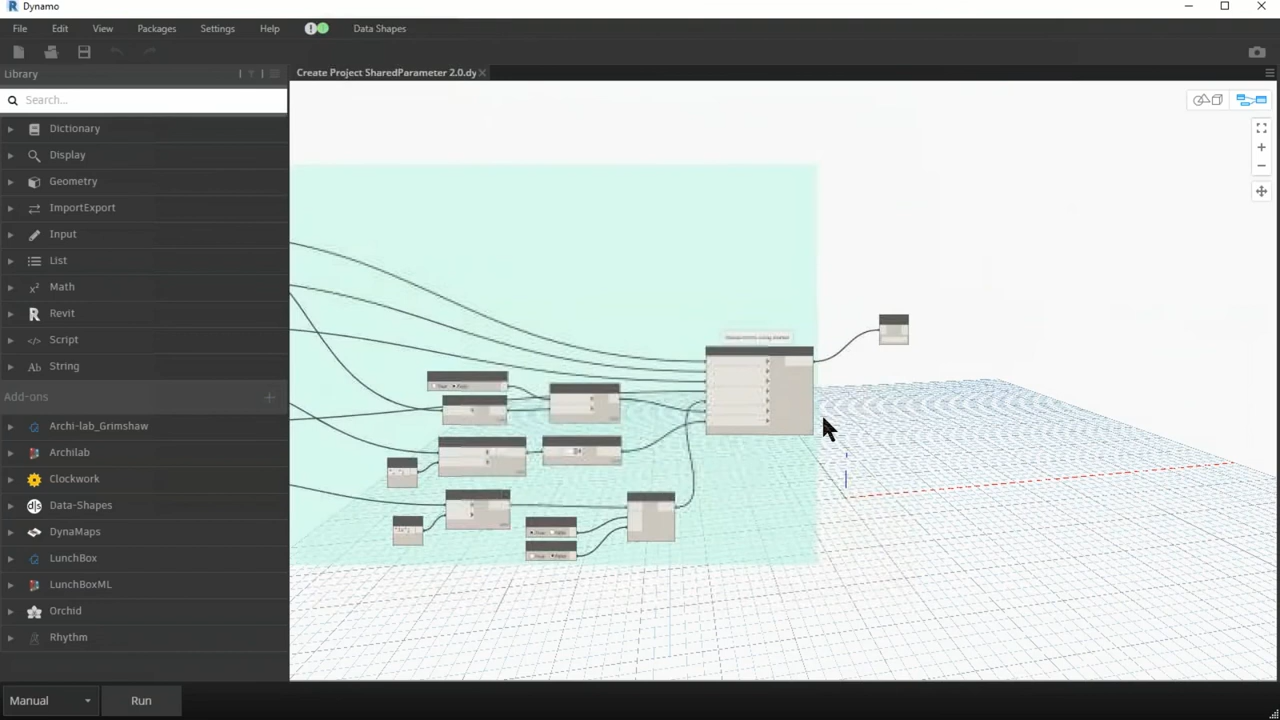 Dynamo
File Edit View Packages Settings Help Data Shapes
Library
Create Project SharedParameter 2.0.dy
Search...
Dictionary
Display
Geometry
ImportExport
Input
List
Math
Revit
Script
String
Add-ons
Archi-lab_Grimshaw
Archilab
Clockwork
Data-Shapes
DynaMaps
LunchBox
LunchBoxML
Orchid
Rhythm
Manual Run